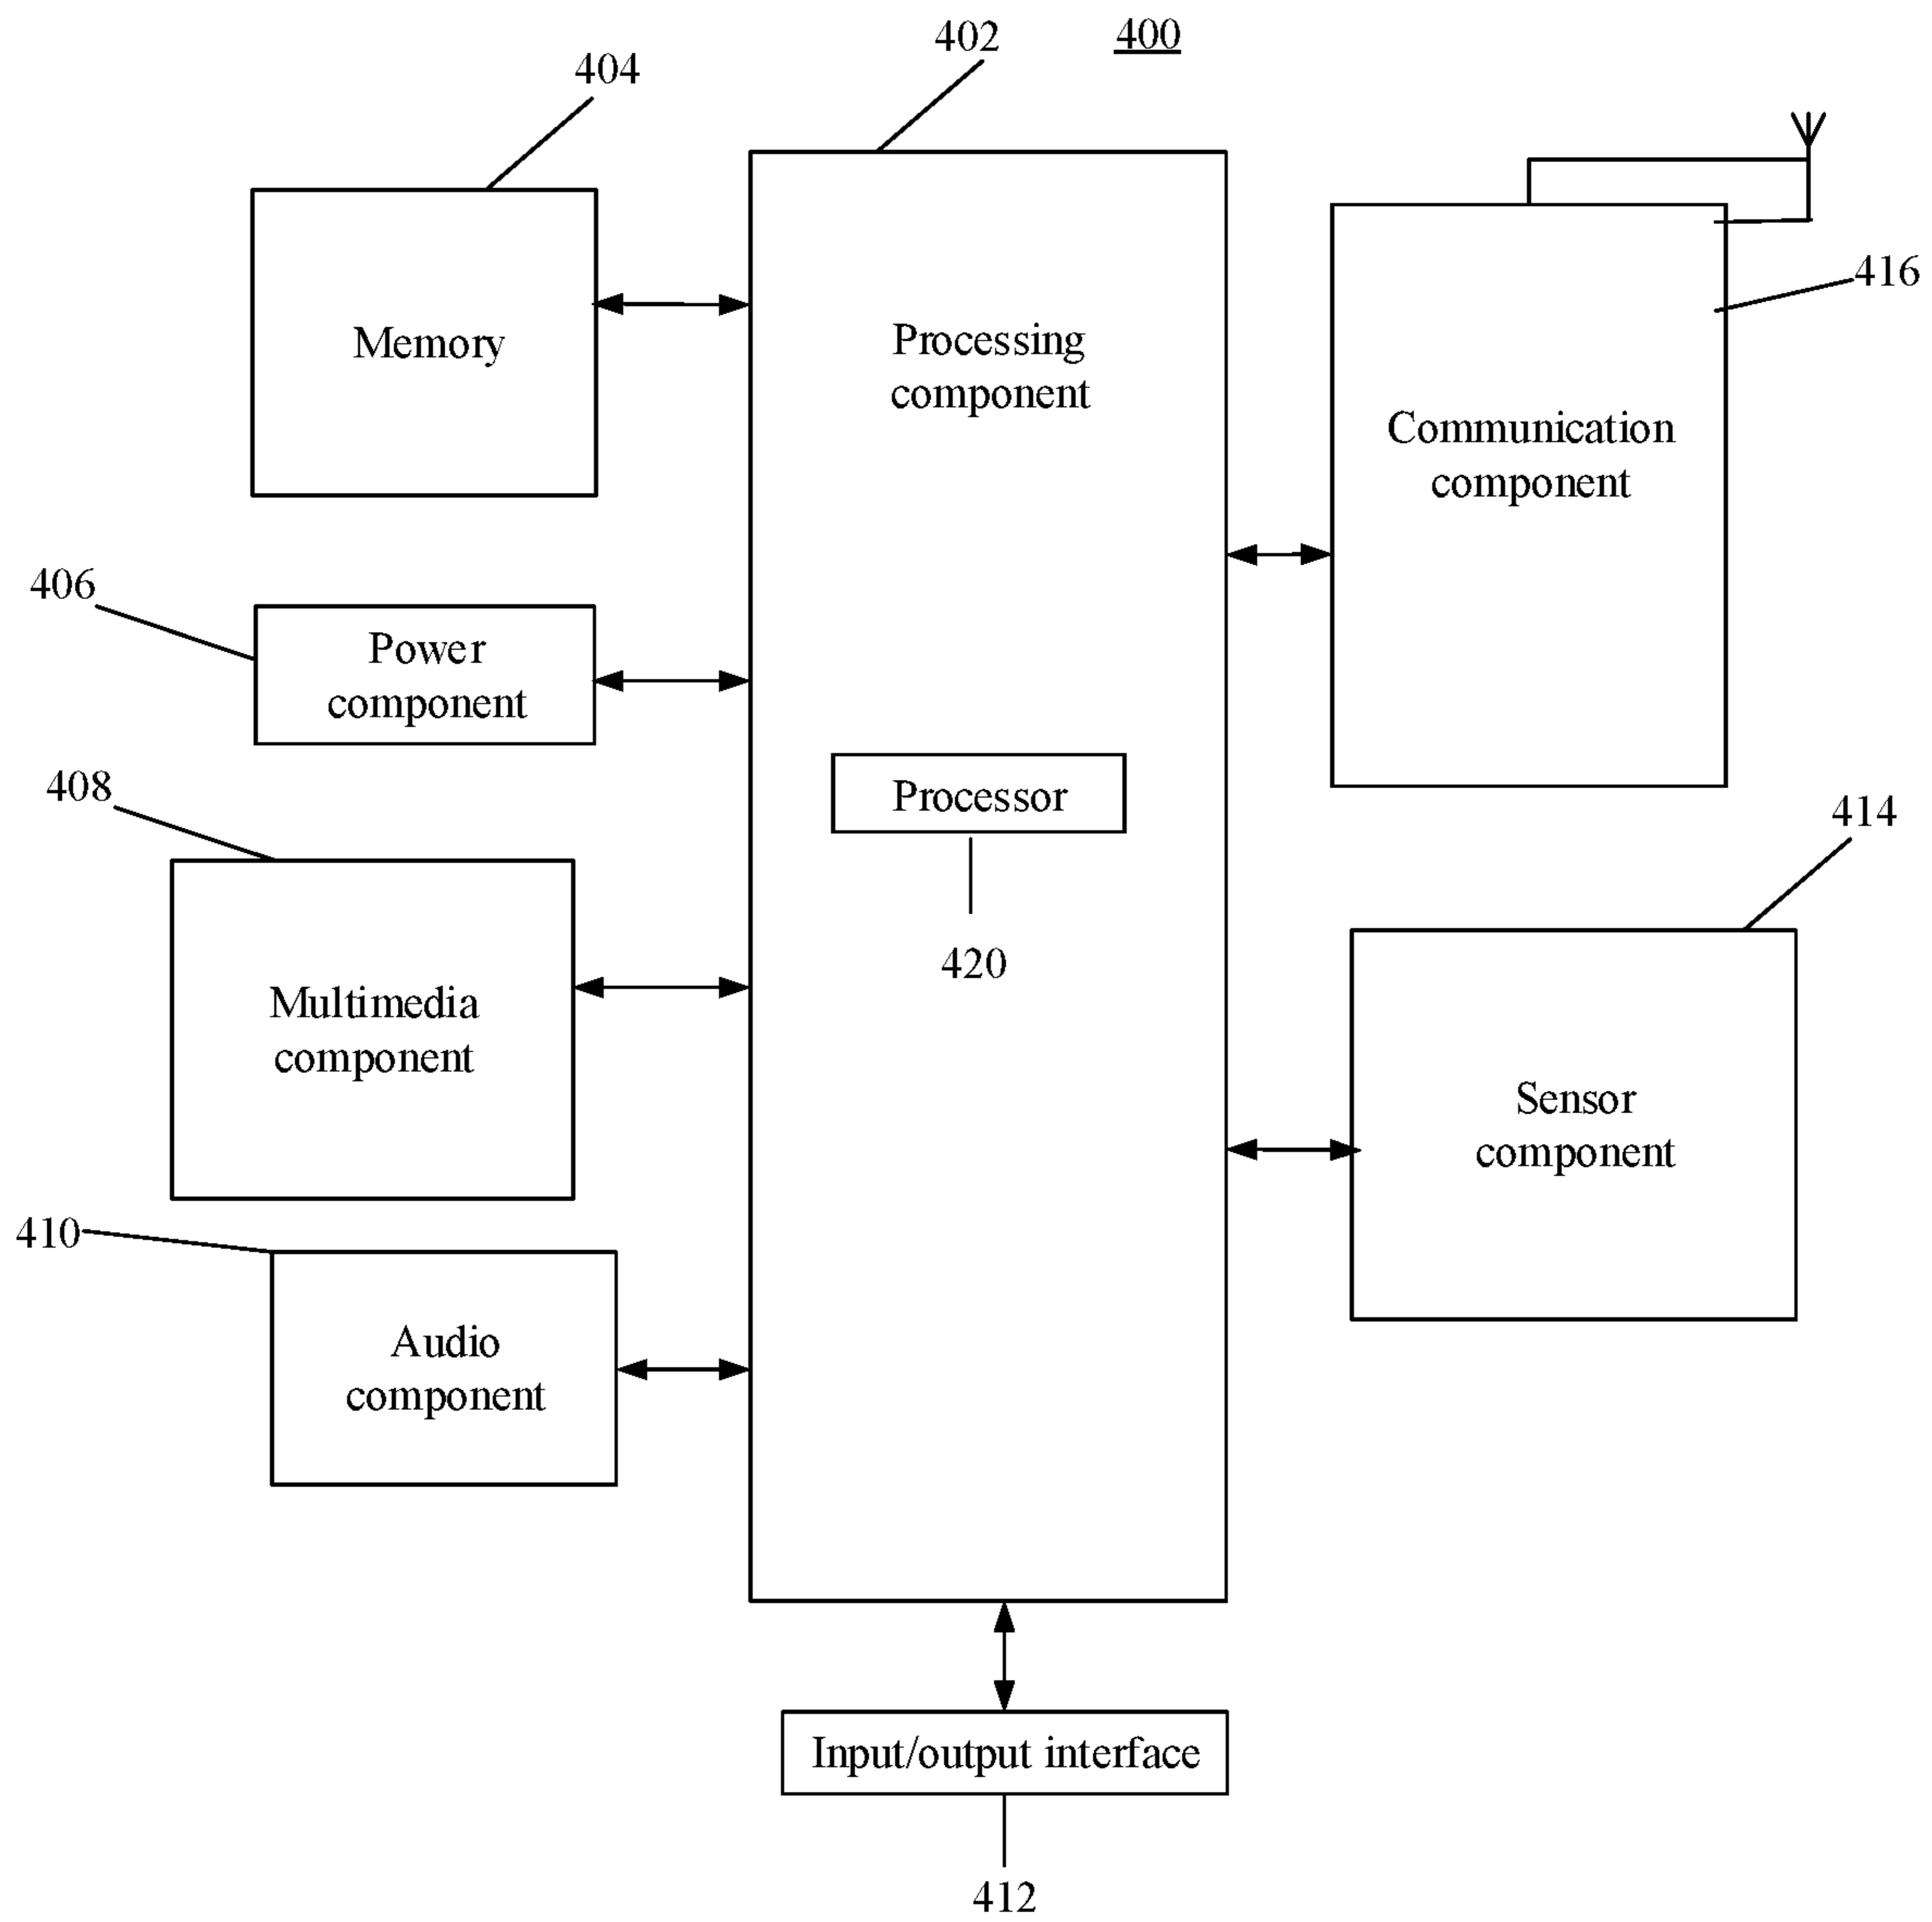 402
400
404
Memory
Processing
component
416
Communication
component
406
Power
component
408
Processor
414
420
Multimedia
component
Sensor
component
410
Audio
component
Input/output interface
412